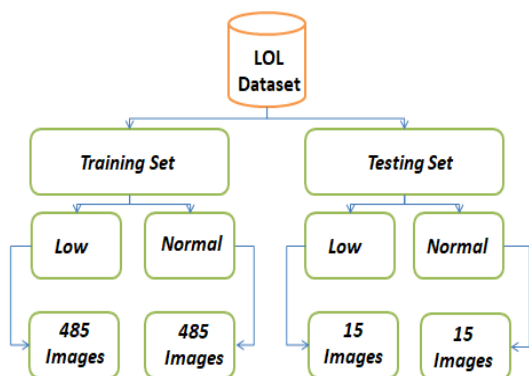 LOL
Dataset
Training Set
Testing Set
Low
Normal
Low
Normal
485
Images
485
Images
15
Images
15
Images